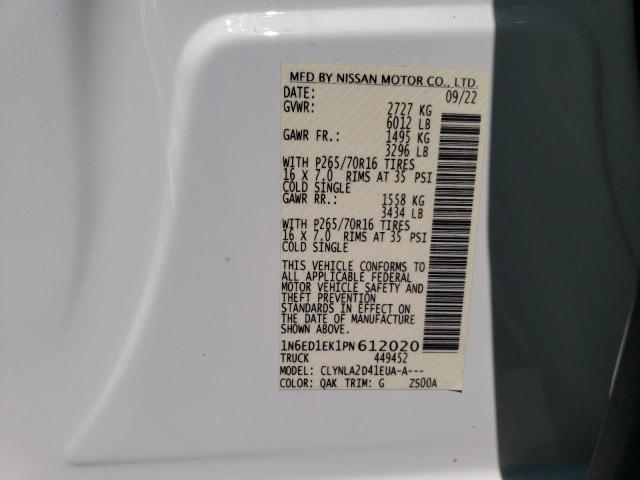 MFD BY NISSAN MOTOR CO., LTD.
DATE: 09/22
GVWR: 2727 KG
6012 LB
GAWR FR.: 1495 KG
3296 LB
WITH P265/70R16 TIRES
16 X 7.0 RIMS AT 35 PSI
COLD SINGLE
GAWR RR.: 1558 KG
3434 LB
WITH P265/70R16 TIRES
16 X 7.0 RIMS AT 35 PSI
COLD SINGLE
THIS VEHICLE CONFORMS TO
ALL APPLICABLE FEDERAL
MOTOR VEHICLE SAFETY AND
THEFT PREVENTION
STANDARDS IN EFFECT ON
THE DATE OF MANUFACTURE
SHOWN ABOVE.
1N6ED1EK1PN612020
TRUCK 449452
MODEL: CLYNLA2D41EUA-A---
COLOR: QAK TRIM: G ZS00A